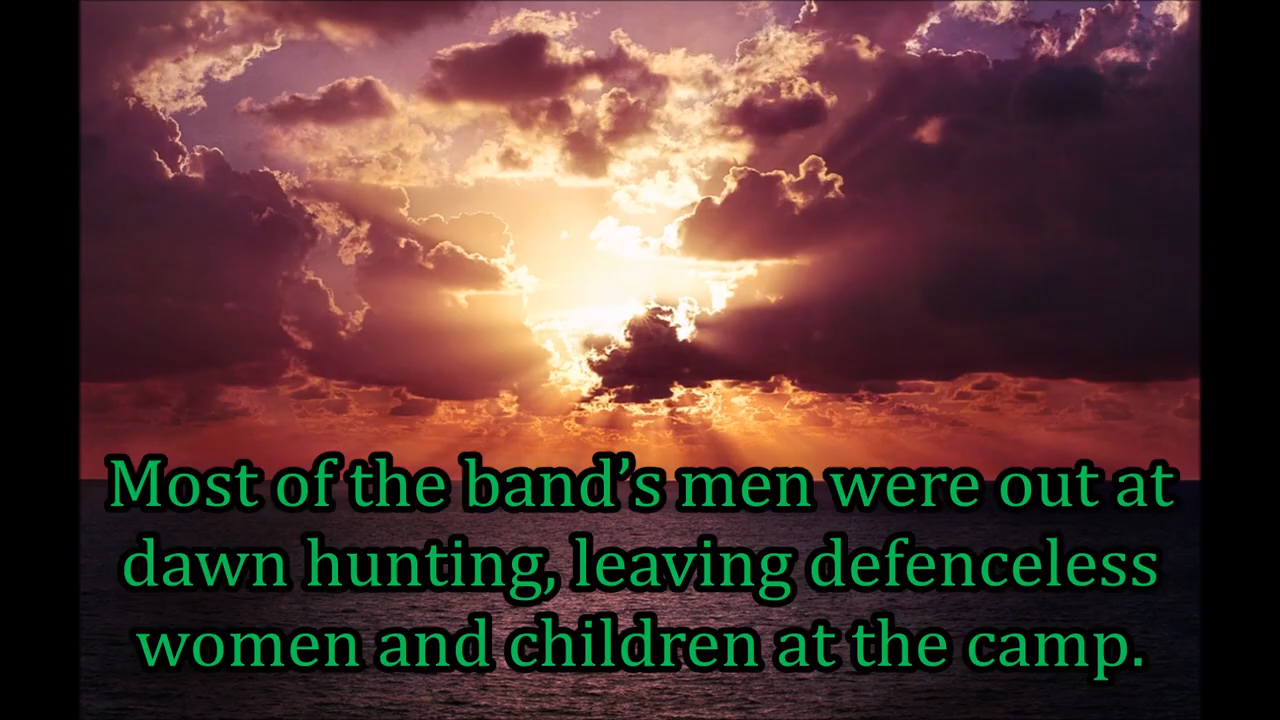 Most of the band’s men were out at
dawn hunting, leaving defenceless
women and children at the camp.